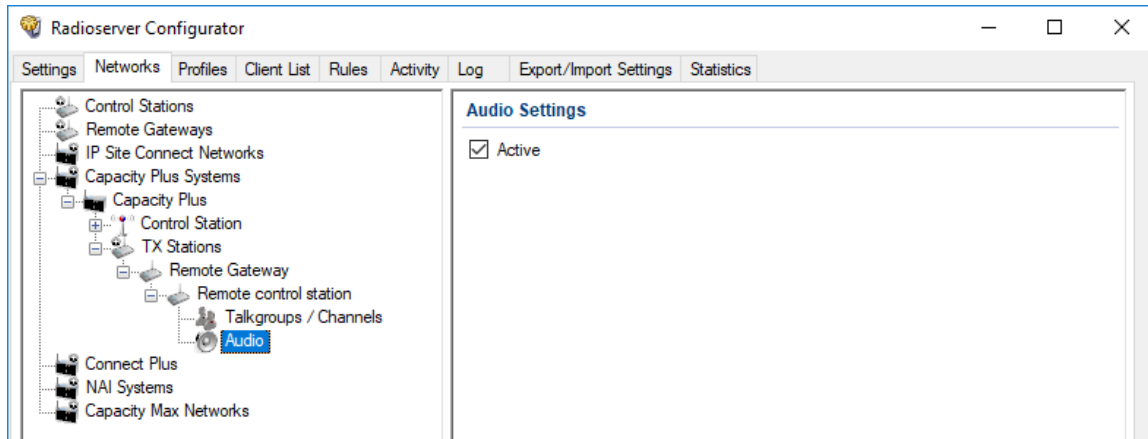 Radioserver Configurator
Settings Networks Profiles Client List Rules Activity Log Export/Import Settings Statistics
Control Stations
Remote Gateways
IP Site Connect Networks
Capacity Plus Systems
Capacity Plus
Control Station
TX Stations
Remote Gateway
Remote control station
Talkgroups / Channels
Audio
Connect Plus
NAI Systems
Capacity Max Networks
Audio Settings
Active